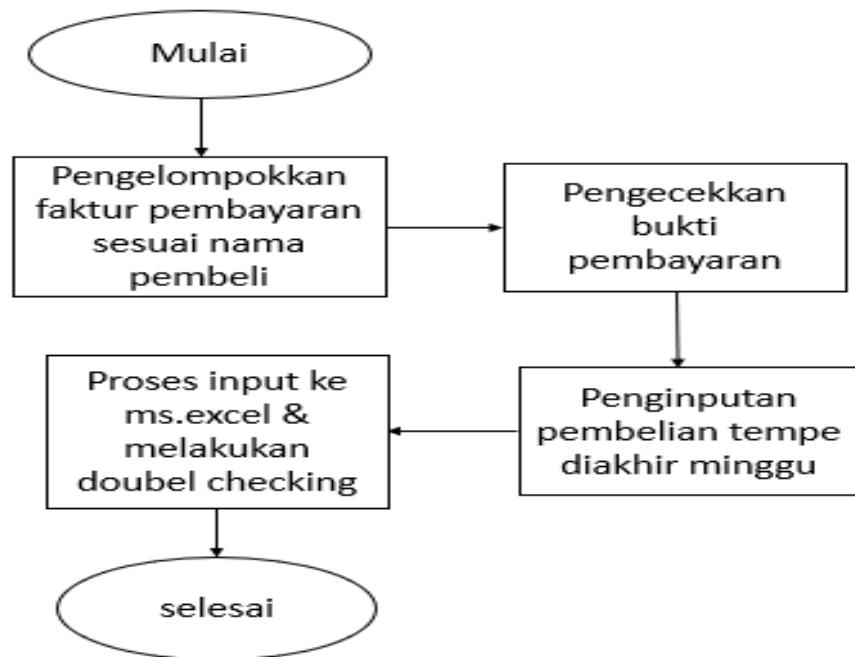 Mulai
Pengelompokkan
faktur pembayaran
sesuai nama
pembeli
Pengecekkan
bukti
pembayaran
Penginputan
pembelian tempe
diakhir minggu
Proses input ke
ms.excel &
melakukan
doubel checking
selesai